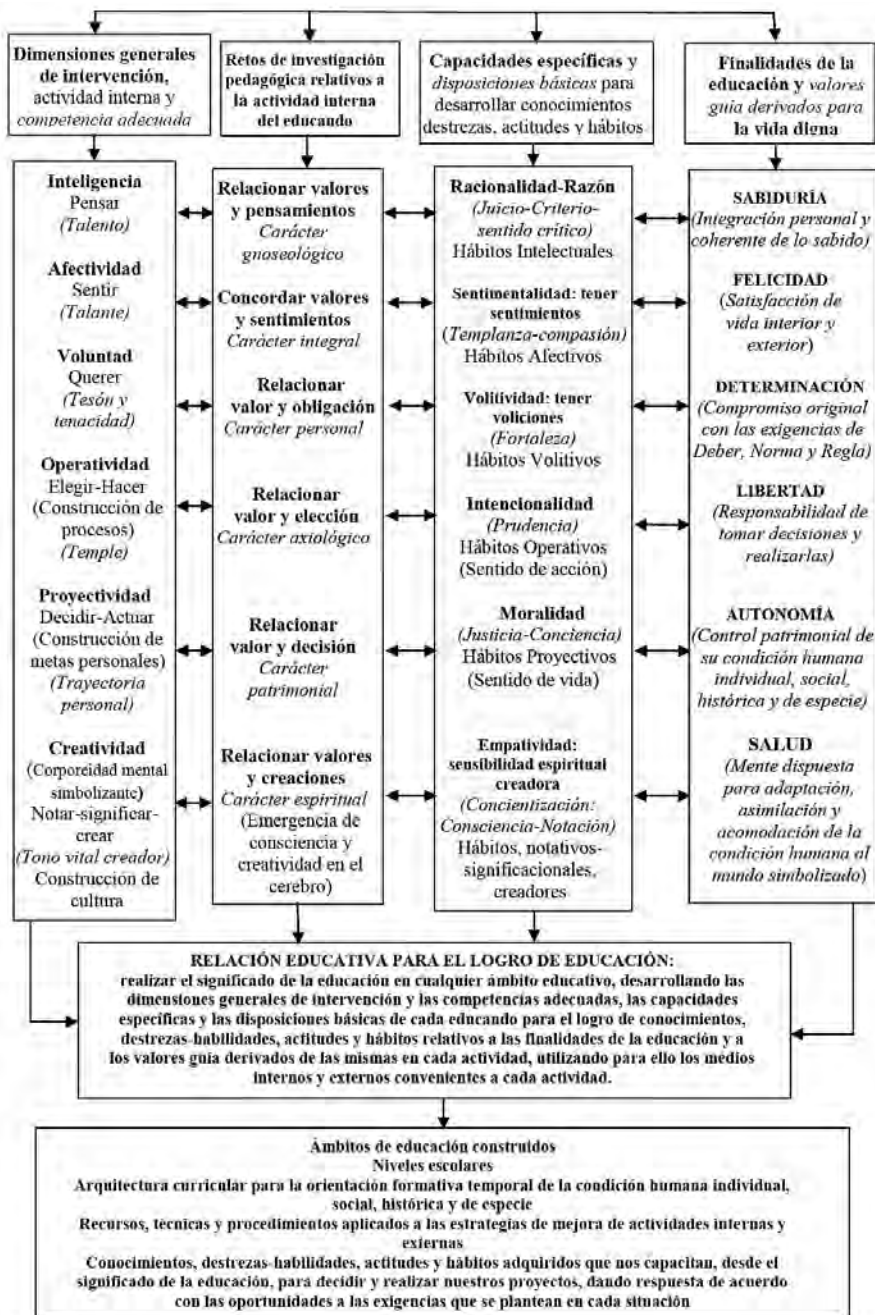 Dimensiones generales
de intervención,
actividad interna y
competencia adecuada
Retos de investigación
pedagógica relativos a
la actividad interna
del educando
Capacidades específicas y
disposiciones básicas para
desarrollar conocimientos
destrezas, actitudes y hábitos
Finalidades de la
educación y valores
guía derivados para
la vida digna
Inteligencia
Pensar
(Talento)
Afectividad
Sentir
(Talante)
Voluntad
Querer
(Tesón y
tenacidad)
Operatividad
Elegir-Hacer
(Construcción de
procesos)
(Temple)
Proyectividad
Decidir-Actuar
(Construcción de
metas personales)
(Trayectoria
personal)
Creatividad
(Corporeidad mental
simbolizante)
Notar-significar-
crear
(Tono vital creador)
Construcción de
cultura
Relacionar valores
y pensamientos
Carácter
gnoseológico
Concordar valores
y sentimientos
Carácter integral
Relacionar
valor y obligación
Carácter personal
Relacionar
valor y elección
Carácter axiológico
Relacionar
valor y decisión
Carácter
patrimonial
Relacionar valores
y creaciones
Carácter espiritual
(Emergencia de
consciencia y
creatividad en el
cerebro)
Racionalidad-Razón
(Juicio-Criterio-
sentido crítico)
Hábitos Intelectuales
Sentimentalidad: tener
sentimientos
(Templanza-compasión)
Hábitos Afectivos
Volitividad: tener
voliciones
(Fortaleza)
Hábitos Volitivos
Intencionalidad
(Prudencia)
Hábitos Operativos
(Sentido de acción)
Moralidad
(Justicia-Conciencia)
Hábitos Proyectivos
(Sentido de vida)
Empatividad:
sensibilidad espiritual
creadora
(Concientización:
Consciencia-Notación)
Hábitos, notativos-
significacionales,
creadores
SABIDURÍA
(Integración personal y
coherente de lo sabido)
FELICIDAD
(Satisfacción de
vida interior y
exterior)
DETERMINACIÓN
(Compromiso original
con las exigencias de
Deber, Norma y Regla)
LIBERTAD
(Responsabilidad de
tomar decisiones y
realizarlas)
AUTONOMÍA
(Control patrimonial de
su condición humana
individual, social,
histórica y de especie)
SALUD
(Mente dispuesta
para adaptación,
asimilación y
acomodación de la
condición humana al
mundo simbolizado)
RELACIÓN EDUCATIVA PARA EL LOGRO DE EDUCACIÓN:
realizar el significado de la educación en cualquier ámbito educativo, desarrollando las
dimensiones generales de intervención y las competencias adecuadas, las capacidades
específicas y las disposiciones básicas de cada educando para el logro de conocimientos,
destrezas-habilidades, actitudes y hábitos relativos a las finalidades de la educación y a
los valores guía derivados de las mismas en cada actividad, utilizando para ello los medios
internos y externos convenientes a cada actividad.
Ámbitos de educación construidos
Niveles escolares
Arquitectura curricular para la orientación formativa temporal de la condición humana individual,
social, histórica y de especie
Recursos, técnicas y procedimientos aplicados a las estrategias de mejora de actividades internas y
externas
Conocimientos, destrezas-habilidades, actitudes y hábitos adquiridos que nos capacitan, desde el
significado de la educación, para decidir y realizar nuestros proyectos, dando respuesta de acuerdo
con las oportunidades a las exigencias que se plantean en cada situación